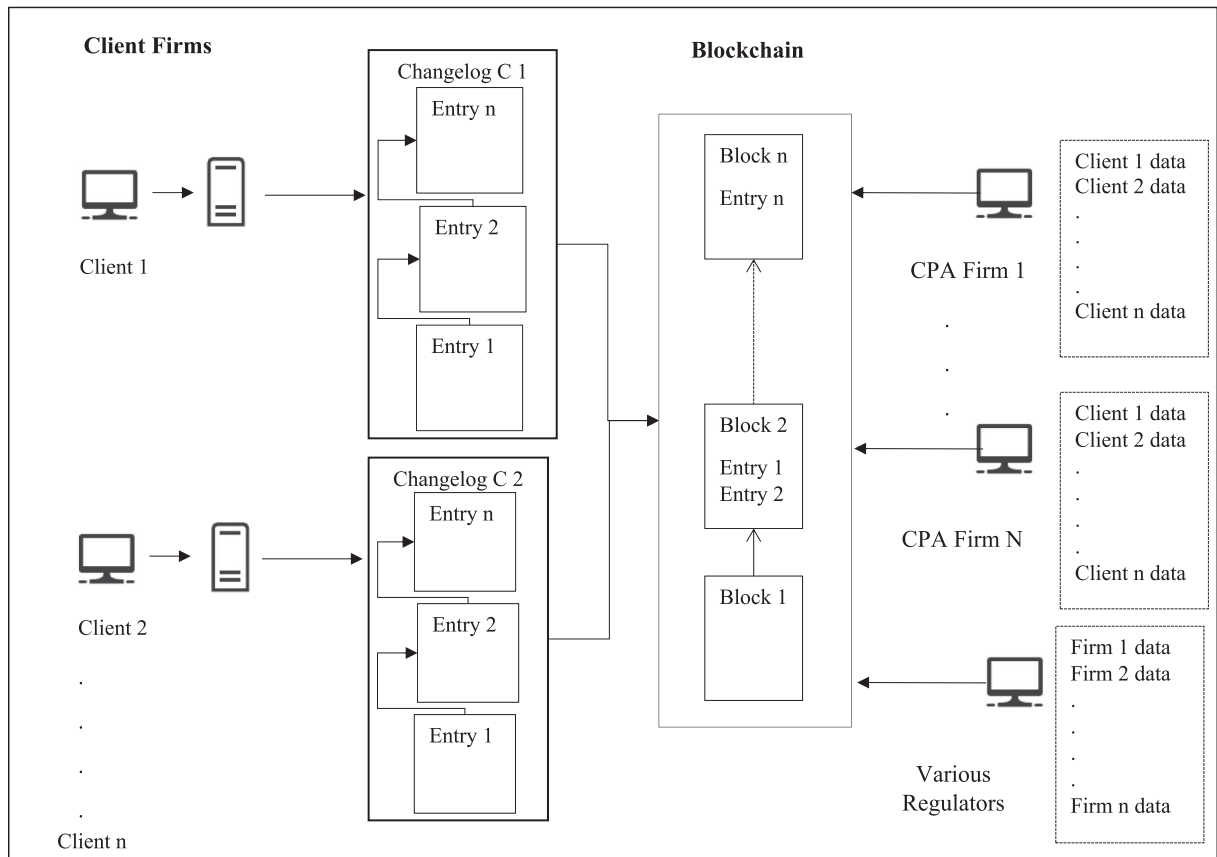 Client Firms
Blockchain
Changelog C 1
Entry n
Entry 2
Entry 1
Client 1
Changelog C 2
Entry n
Entry 2
Entry 1
Client 2
.
.
.
.
Client n
Block n
Entry n
Block 2
Entry 1
Entry 2
Block 1
CPA Firm 1
.
.
.
CPA Firm N
Various
Regulators
Client 1 data
Client 2 data
.
.
.
.
Client n data
Client 1 data
Client 2 data
.
.
.
.
Client n data
Firm 1 data
Firm 2 data
.
.
.
.
Firm n data